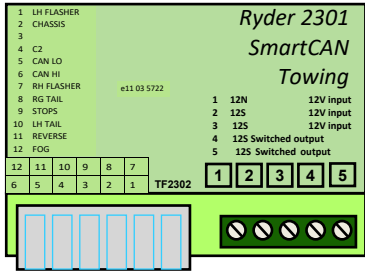 1 LH FLASHER
2 CHASSIS
3
4 C2
5 CAN LO
6 CAN HI
7 RH FLASHER
8 RG TAIL
9 STOPS
10 LH TAIL
11 REVERSE
12 FOG
e11 03 5722
Ryder 2301
SmartCAN
Towing
1 12N 12V input
2 12S 12V input
3 12S 12V input
4 12S Switched output
5 12S Switched output
12 11 10 9 8 7
6 5 4 3 2 1
TF2302
1 2 3 4 5